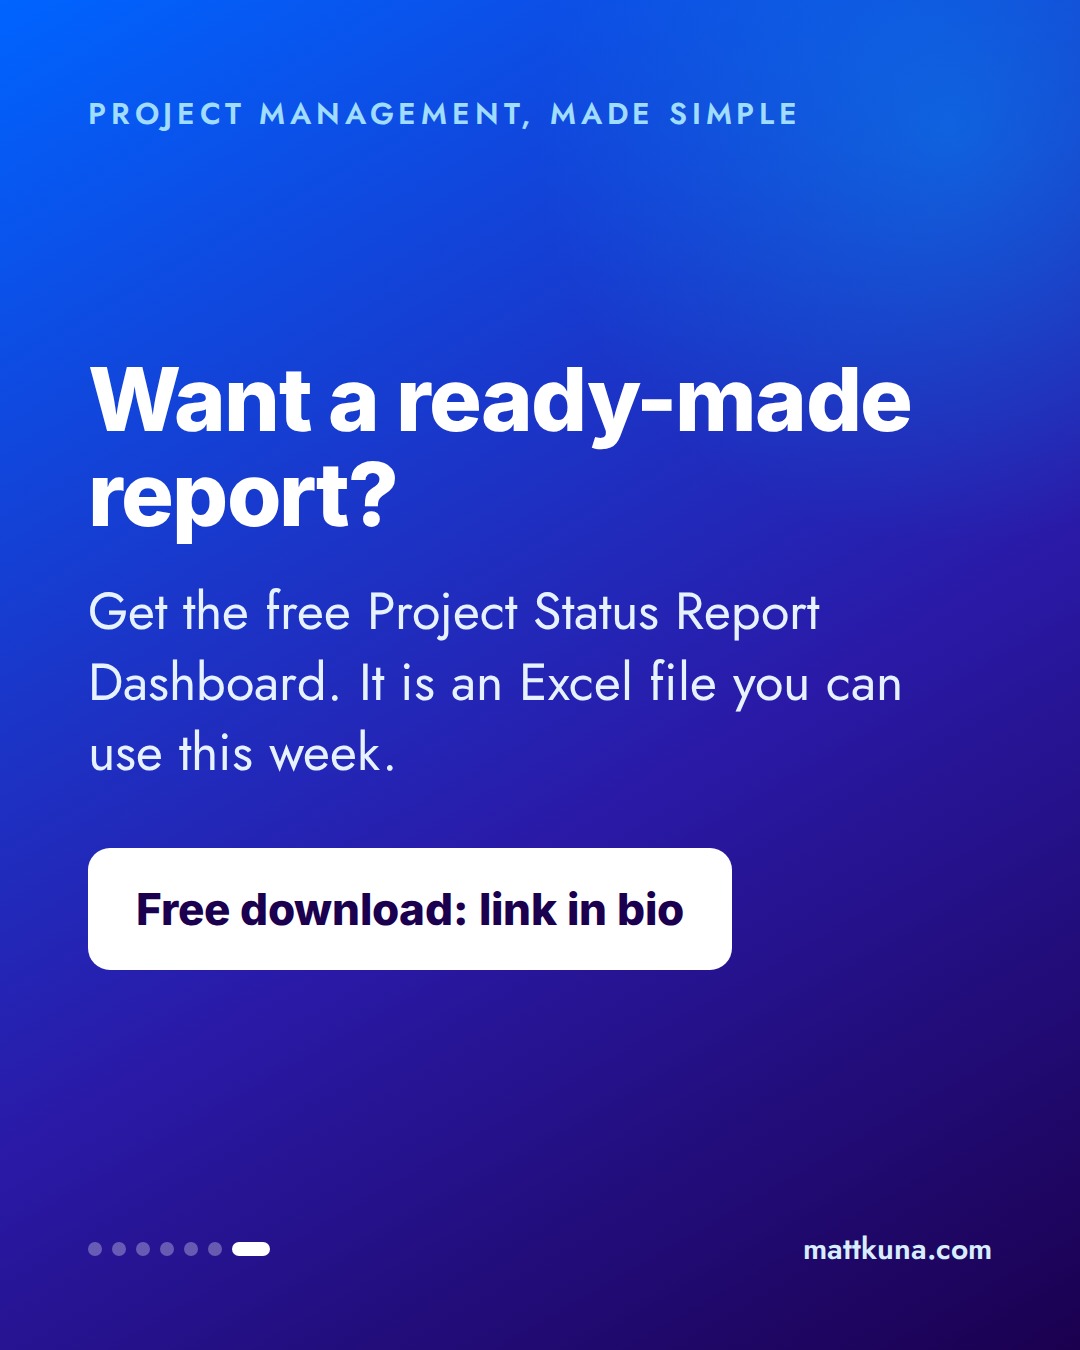 PROJECT MANAGEMENT, MADE SIMPLE
Want a ready-made
report?
Get the free Project Status Report
Dashboard. It is an Excel file you can
use this week.
Free download: link in bio
mattkuna.com